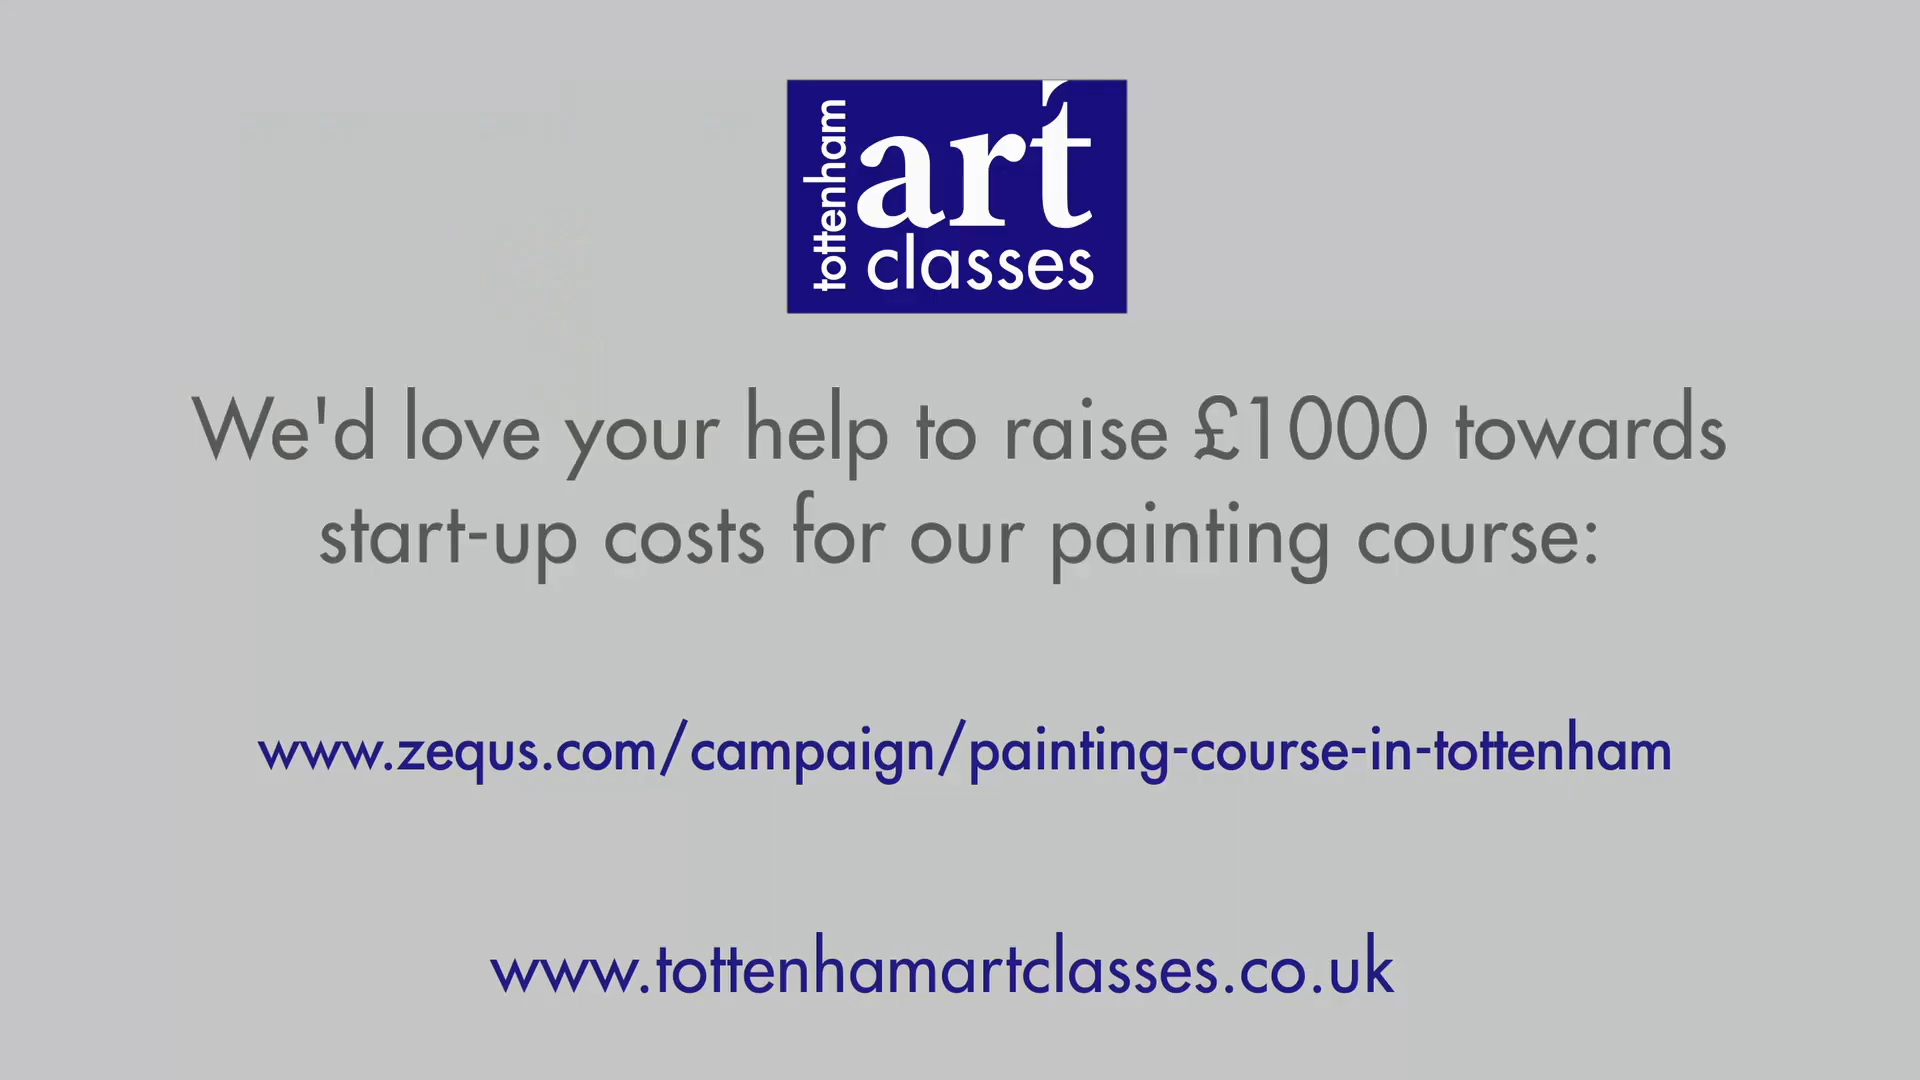 tottenham
art
classes
We'd love your help to raise £1000 towards
start-up costs for our painting course:
www.zequs.com/campaign/painting-course-in-tottenham
www.tottenhamartclasses.co.uk